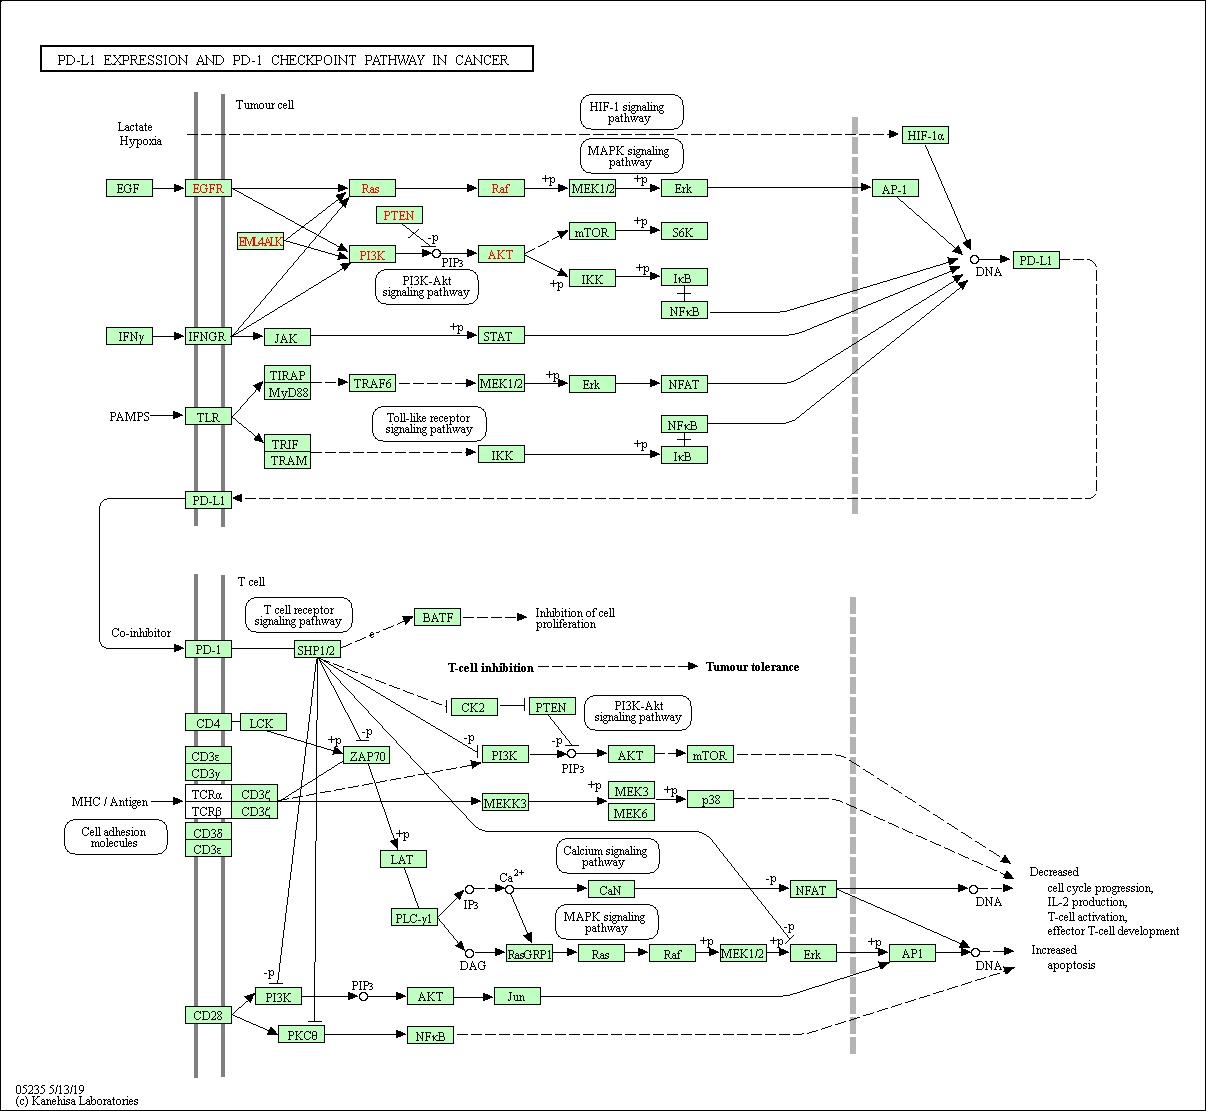 PD-L1 EXPRESSION AND PD-1 CHECKPOINT PATHWAY IN CANCER
Tumour cell
HIF-1 signaling
pathway
Lactate
Hypoxia
HIF-1α
MAPK signaling
pathway
EGF
EGFR
Ras
Raf
+p
MEK1/2
+p
Erk
AP-1
PTEN
EML4ALK
-p
PI3K
PIP3
AKT
mTOR
+p
S6K
PI3K-Akt
signaling pathway
+p
IKK
+p
IκB
NFκB
DNA
PD-L1
IFNγ
IFNGR
JAK
+p
STAT
TIRAP
MyD88
TRAF6
MEK1/2
+p
Erk
NFAT
PAMPS
TLR
Toll-like receptor
signaling pathway
NFκB
TRIF
TRAM
IKK
+p
IκB
PD-L1
T cell
T cell receptor
signaling pathway
BATF
Inhibition of cell
proliferation
e
Co-inhibitor
PD-1
SHP1/2
T-cell inhibition
Tumour tolerance
CK2
PTEN
PI3K-Akt
signaling pathway
CD4
LCK
+p
-p
ZAP70
-p
PI3K
-p
PIP3
AKT
mTOR
CD3ε
CD3γ
MHC / Antigen
TCRα
CD3ζ
TCRβ
CD3ζ
MEKK3
+p
MEK3
MEK6
+p
p38
Cell adhesion
molecules
CD3δ
CD3ε
+p
LAT
Calcium signaling
pathway
Ca2+
IP3
CaN
-p
NFAT
DNA
Decreased
cell cycle progression,
IL-2 production,
T-cell activation,
effector T-cell development
PLC-γ1
MAPK signaling
pathway
DAG
RasGRP1
Ras
Raf
+p
MEK1/2
+p
-p
Erk
+p
AP1
DNA
Increased
apoptosis
-p
PI3K
PIP3
AKT
Jun
CD28
PKCθ
NFκB
05235 5/13/19
(c) Kanehisa Laboratories